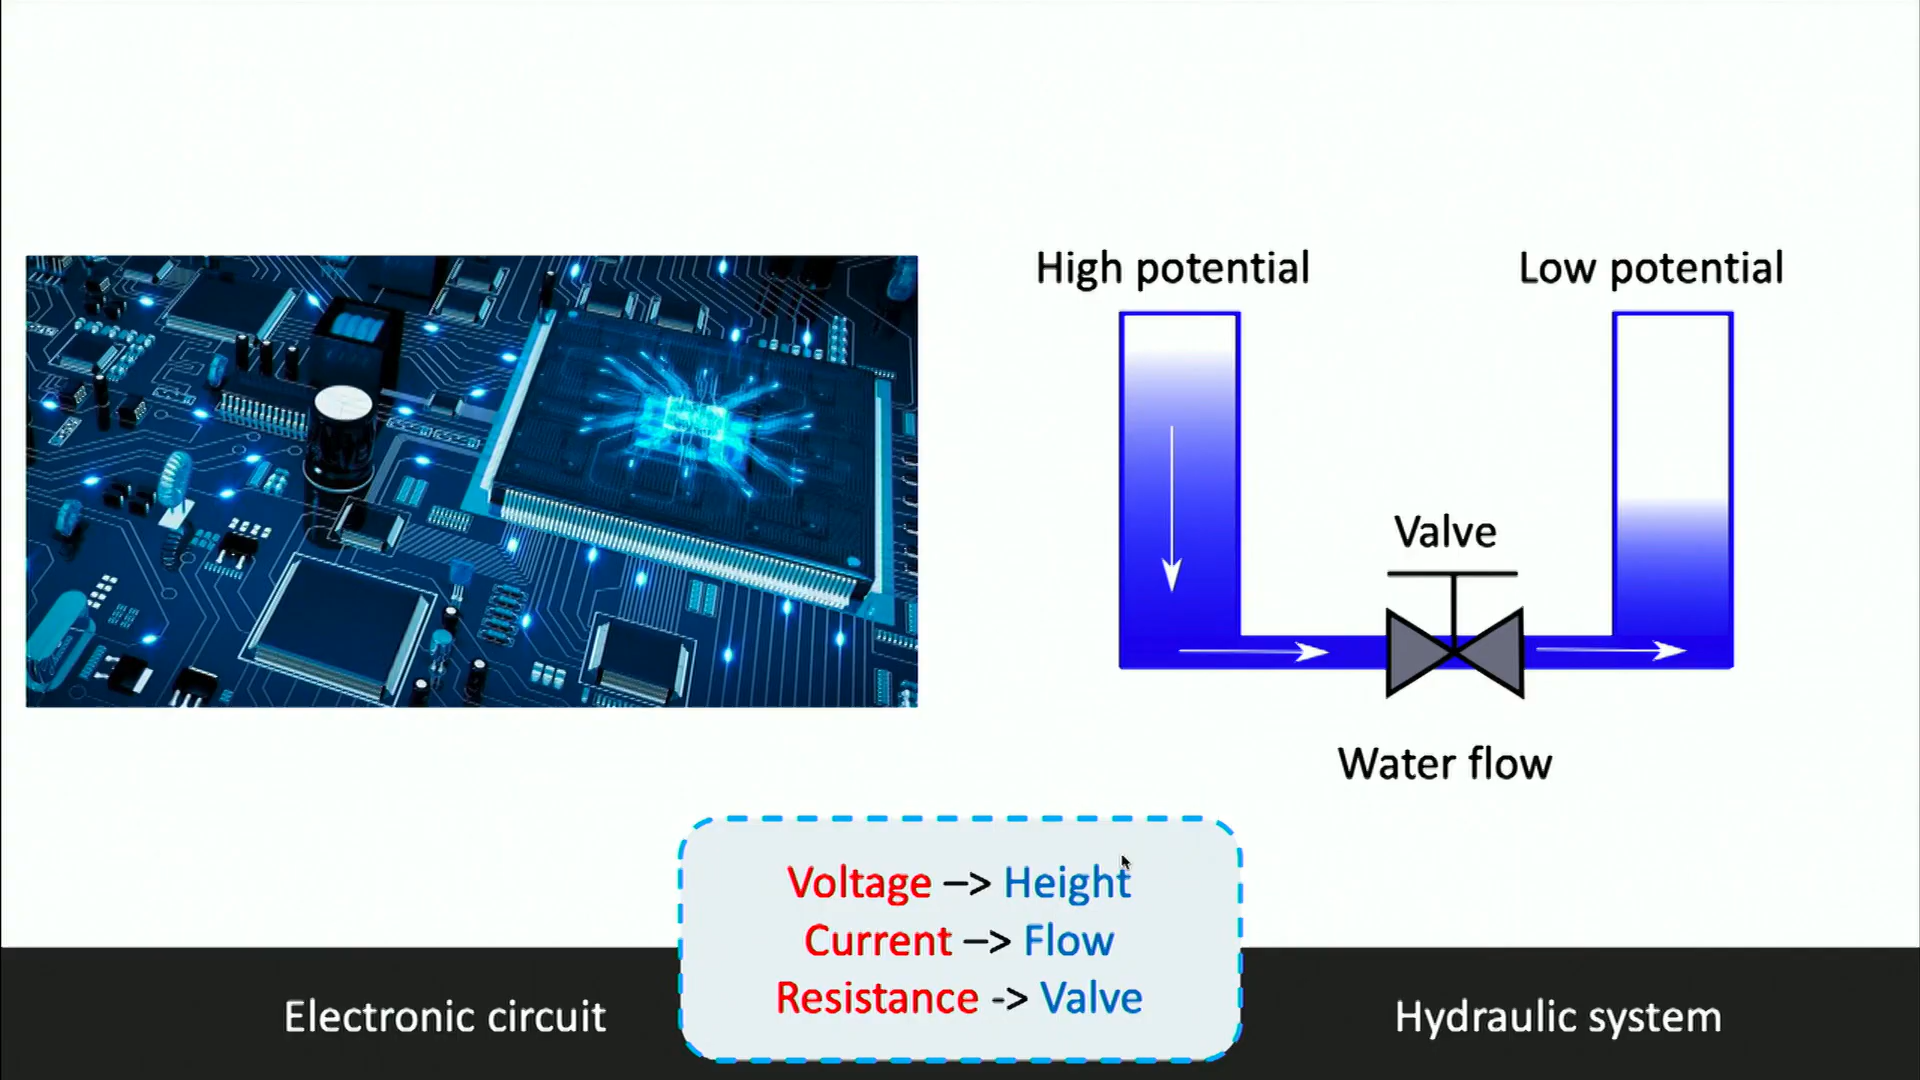 High potential
Low potential
Valve
Water flow
Voltage –> Height
Current –> Flow
Resistance -> Valve
Electronic circuit
Hydraulic system